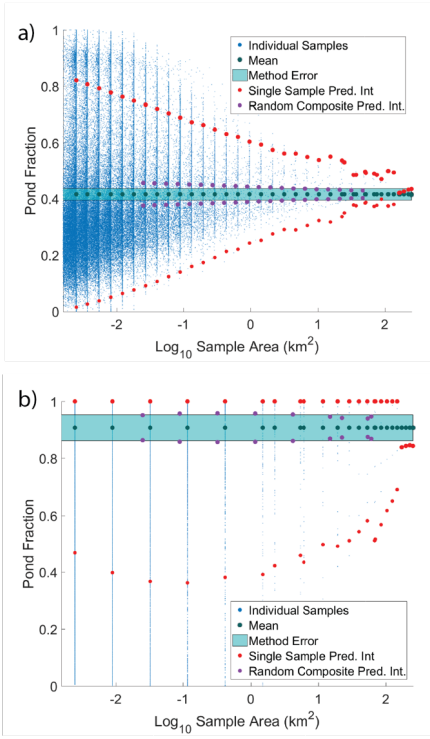 a)
1
0.8
0.6
0.4
0.2
0
Pond Fraction
Individual Samples
Mean
Method Error
Single Sample Pred. Int
Random Composite Pred. Int.
-2 -1 0 1 2
Log10 Sample Area (km2)
b)
1
0.8
0.6
0.4
0.2
0
Pond Fraction
Individual Samples
Mean
Method Error
Single Sample Pred. Int
Random Composite Pred. Int.
-2 -1 0 1 2
Log10 Sample Area (km2)